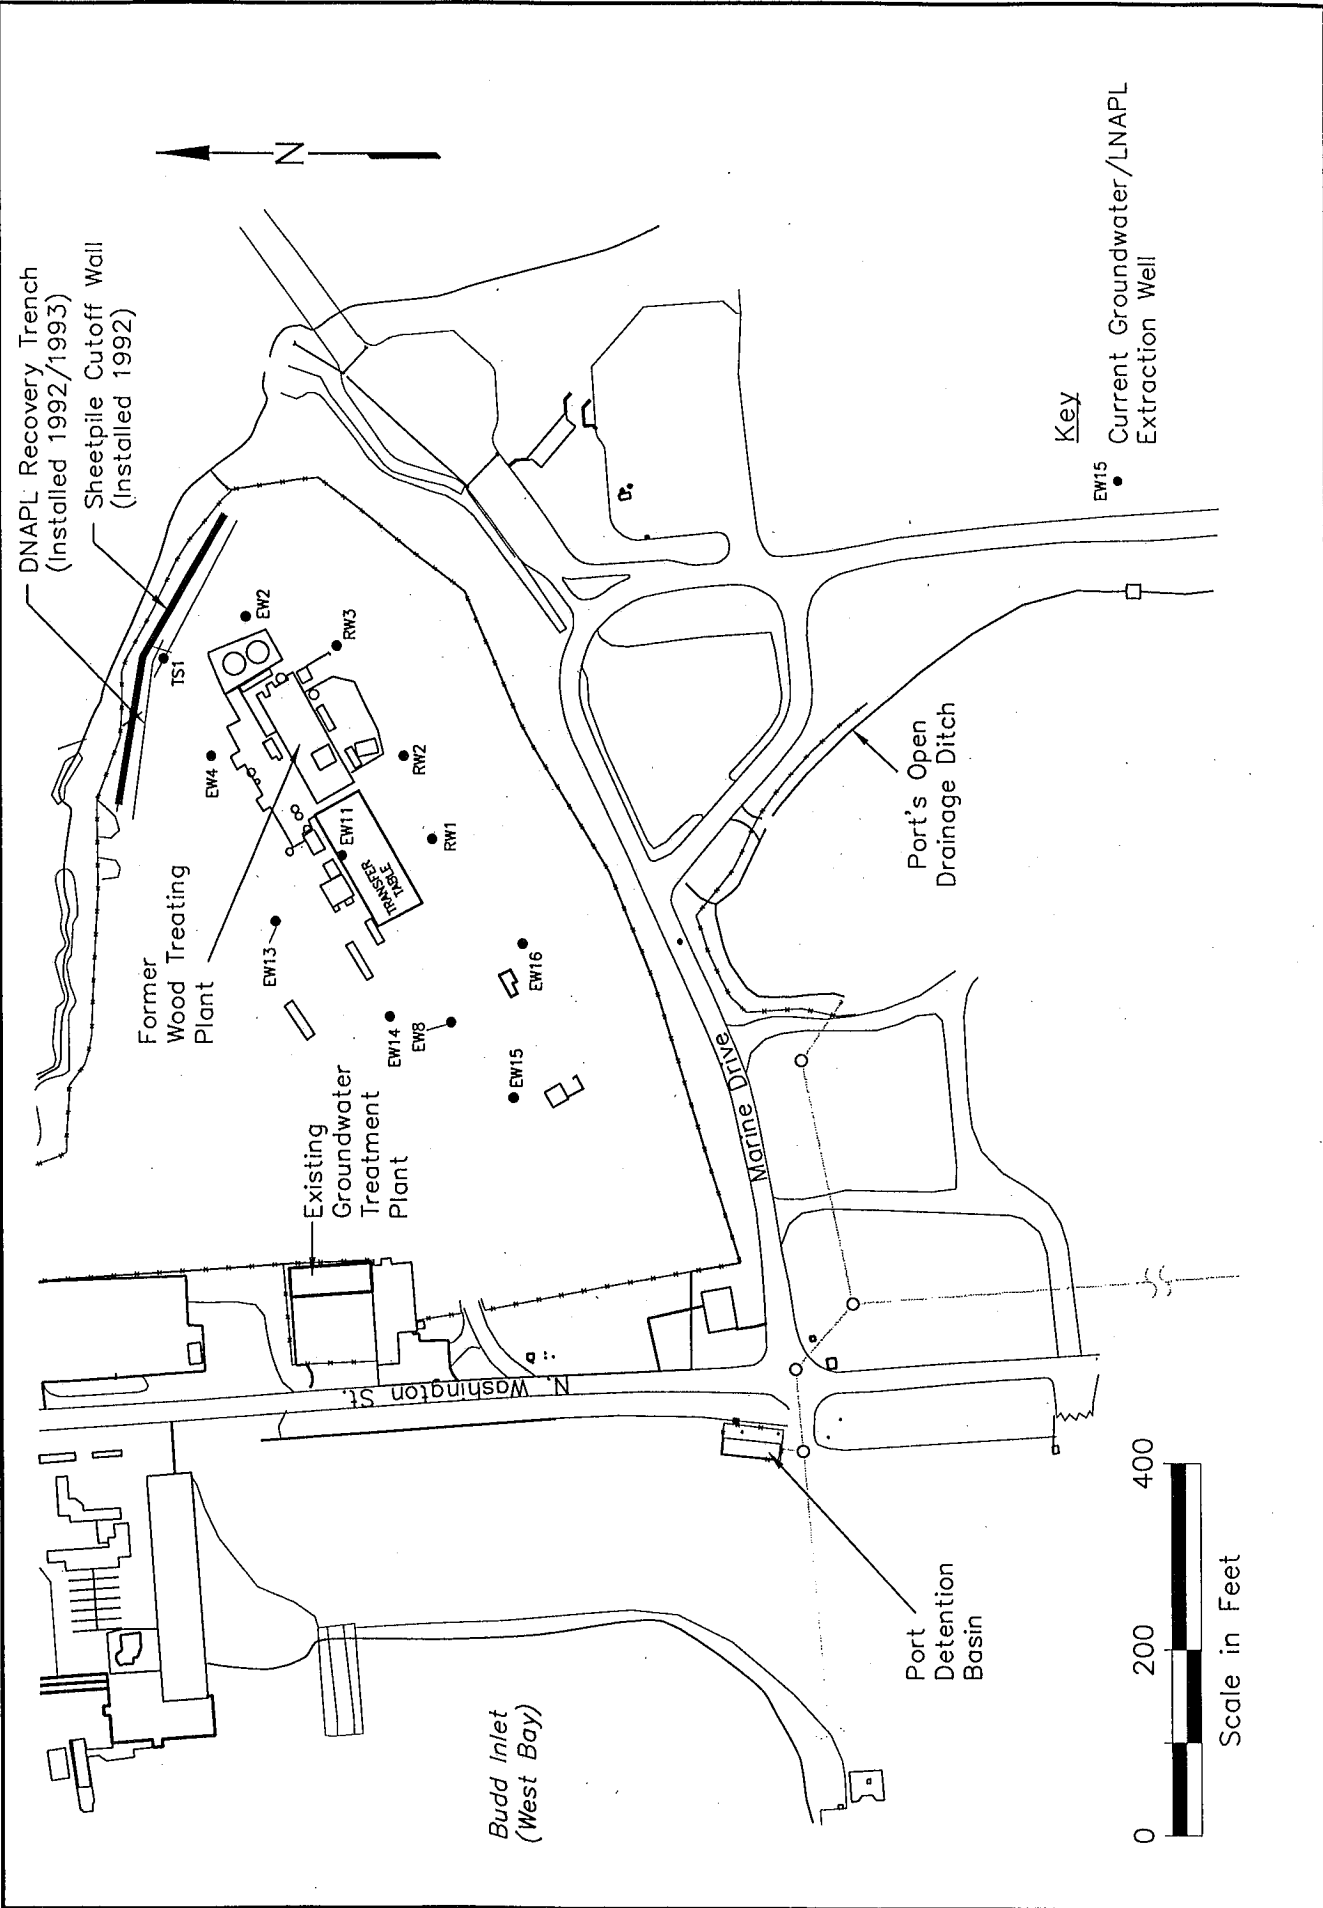 DNAPL Recovery Trench
(Installed 1992/1993)
Sheetpile Cutoff Wall
(Installed 1992)
N
TS1
EW2
RW3
EW4
RW2
EW11
RW1
TRANSFER
TABLE
Former
Wood Treating
Plant
EW13
EW16
EW14
EW8
EW15
Existing
Groundwater
Treatment
Plant
Marine Drive
N. Washington St.
Port's Open
Drainage Ditch
Port
Detention
Basin
Budd Inlet
(West Bay)
Key
EW15
Current Groundwater/LNAPL
Extraction Well
0
200
400
Scale in Feet